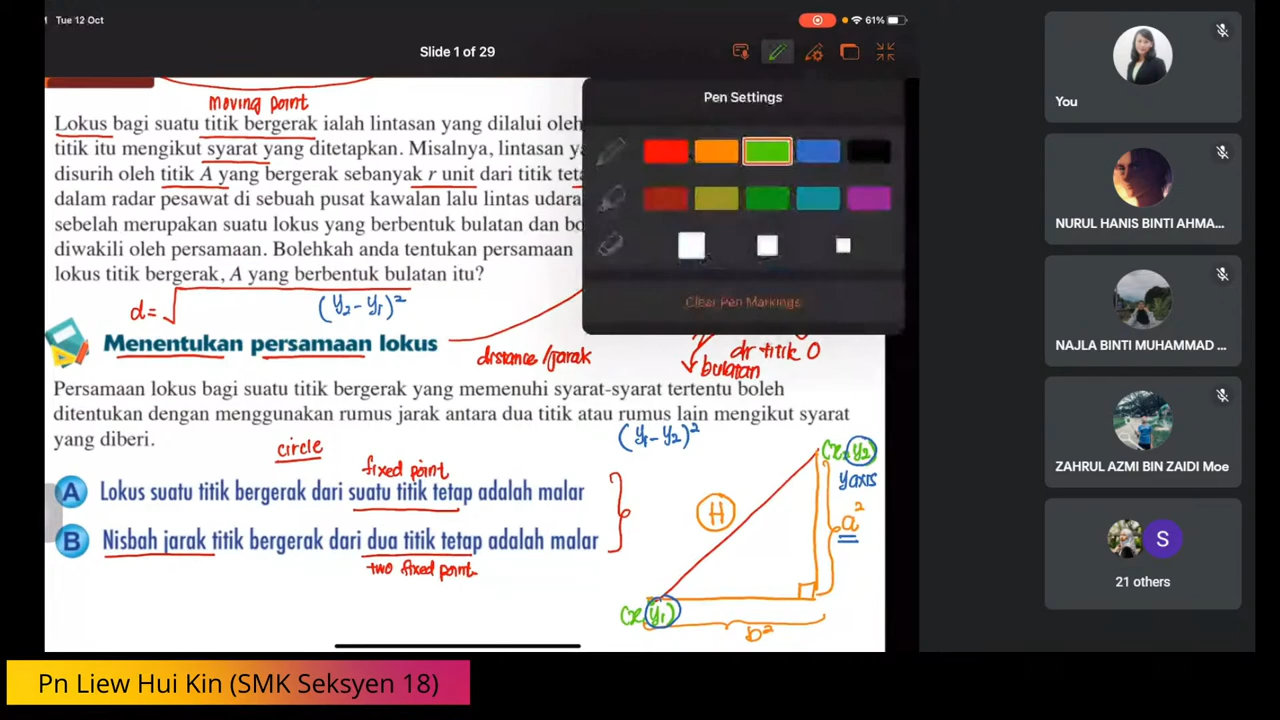 Tue 12 Oct
61%
Slide 1 of 29
Pen Settings
Clear Pen Markings
moving point
Lokus bagi suatu titik bergerak ialah lintasan yang dilalui oleh
titik itu mengikut syarat yang ditetapkan. Misalnya, lintasan ya
disurih oleh titik A yang bergerak sebanyak r unit dari titik teta
dalam radar pesawat di sebuah pusat kawalan lalu lintas udara
sebelah merupakan suatu lokus yang berbentuk bulatan dan bo
diwakili oleh persamaan. Bolehkah anda tentukan persamaan
lokus titik bergerak, A yang berbentuk bulatan itu?
d = √ (y₂ - y₁)²
Menentukan persamaan lokus
distance / jarak
dr titik O
bulatan
Persamaan lokus bagi suatu titik bergerak yang memenuhi syarat-syarat tertentu boleh
ditentukan dengan menggunakan rumus jarak antara dua titik atau rumus lain mengikut syarat
yang diberi.
(y₁ - y₂)²
circle
fixed point
A Lokus suatu titik bergerak dari suatu titik tetap adalah malar
B Nisbah jarak titik bergerak dari dua titik tetap adalah malar
two fixed point
(x, y₂)
y axis
H
a²
(x, y₁)
b²
You
NURUL HANIS BINTI AHMA...
NAJLA BINTI MUHAMMAD ...
ZAHRUL AZMI BIN ZAIDI Moe
S
21 others
Pn Liew Hui Kin (SMK Seksyen 18)